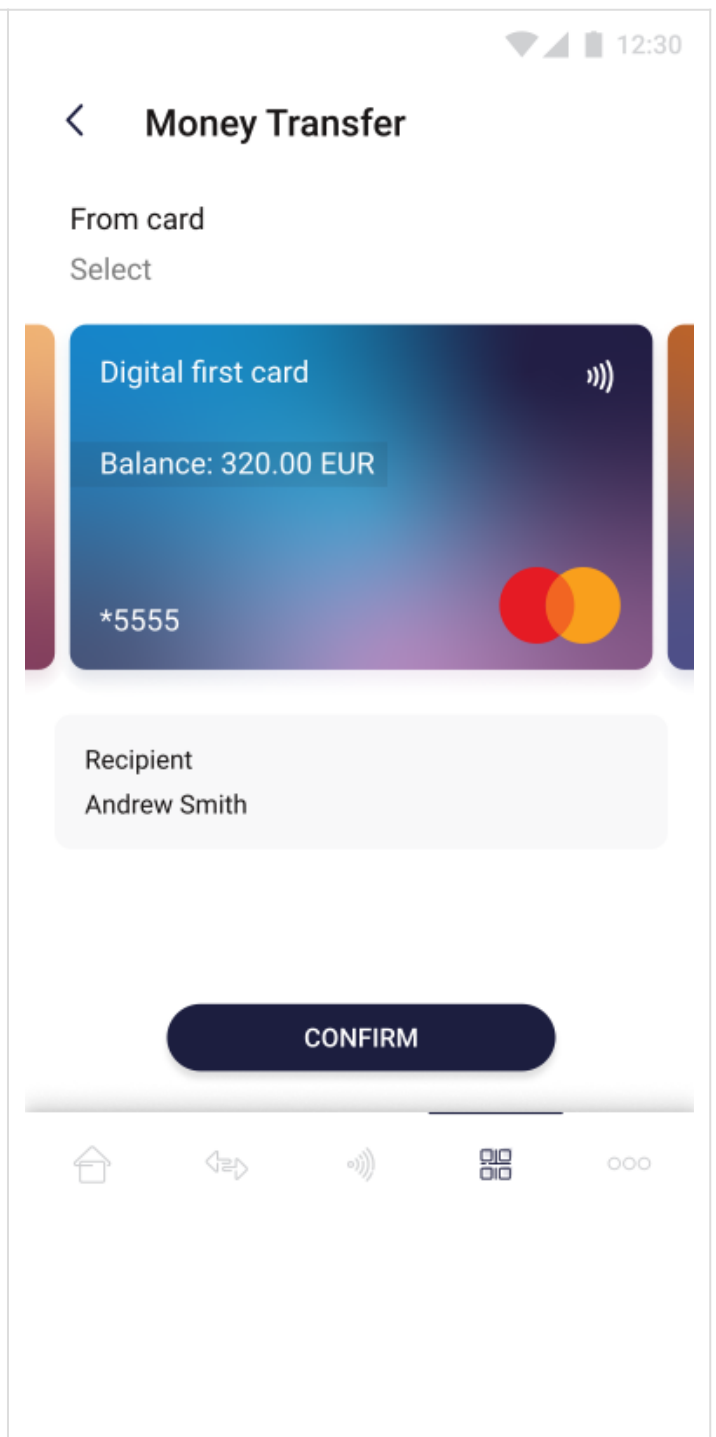 12:30
Money Transfer
From card
Select
Digital first card
Balance: 320.00 EUR
*5555
Recipient
Andrew Smith
CONFIRM